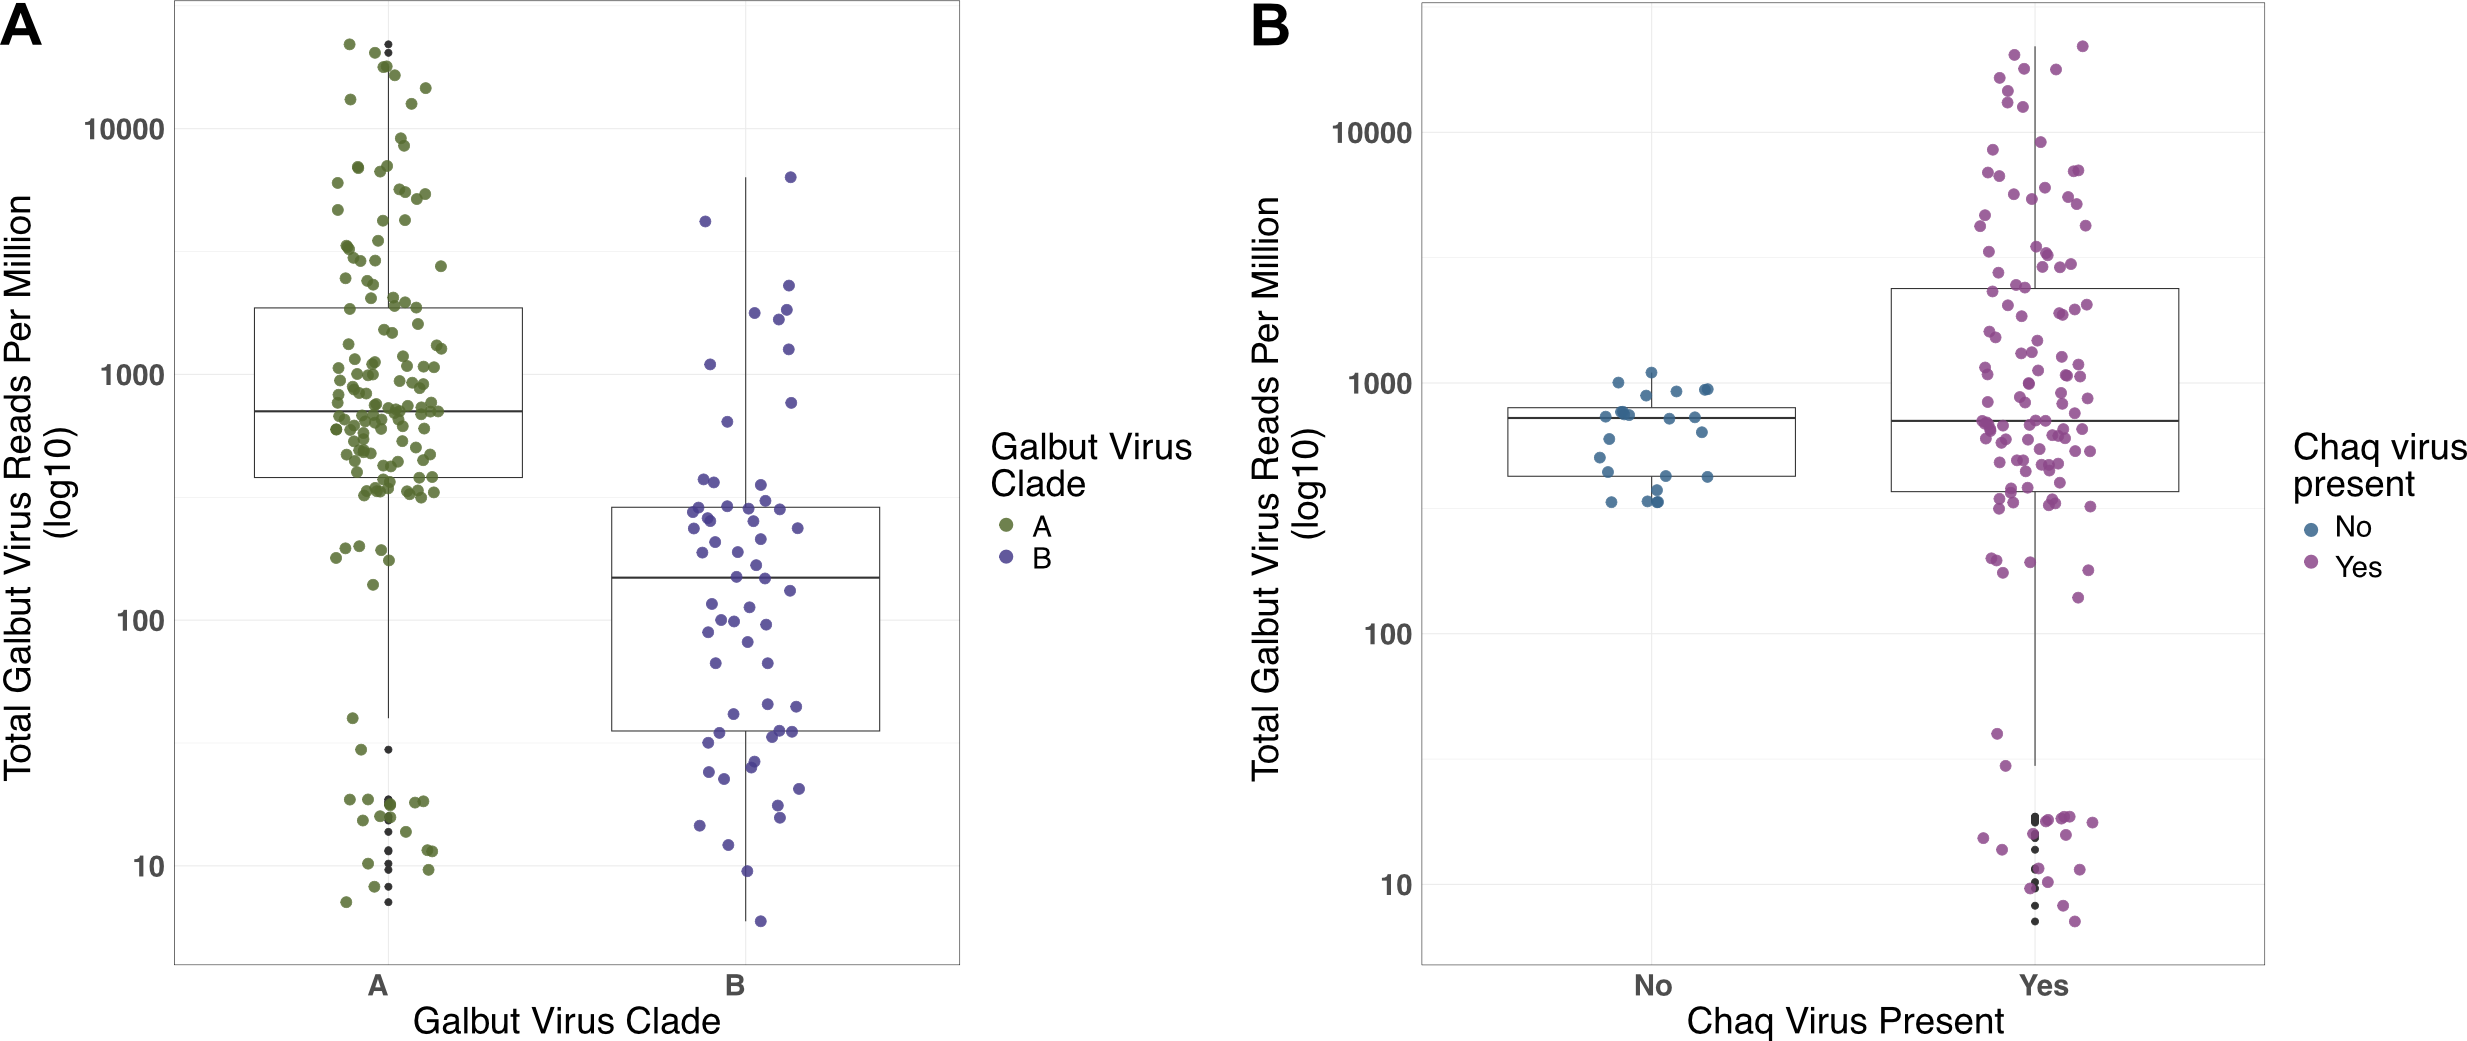 A
Total Galbut Virus Reads Per Million
(log10)
10000
1000
100
10
A
B
Galbut Virus Clade
Galbut Virus
Clade
A
B
B
Total Galbut Virus Reads Per Million
(log10)
10000
1000
100
10
No
Yes
Chaq Virus Present
Chaq virus
present
No
Yes